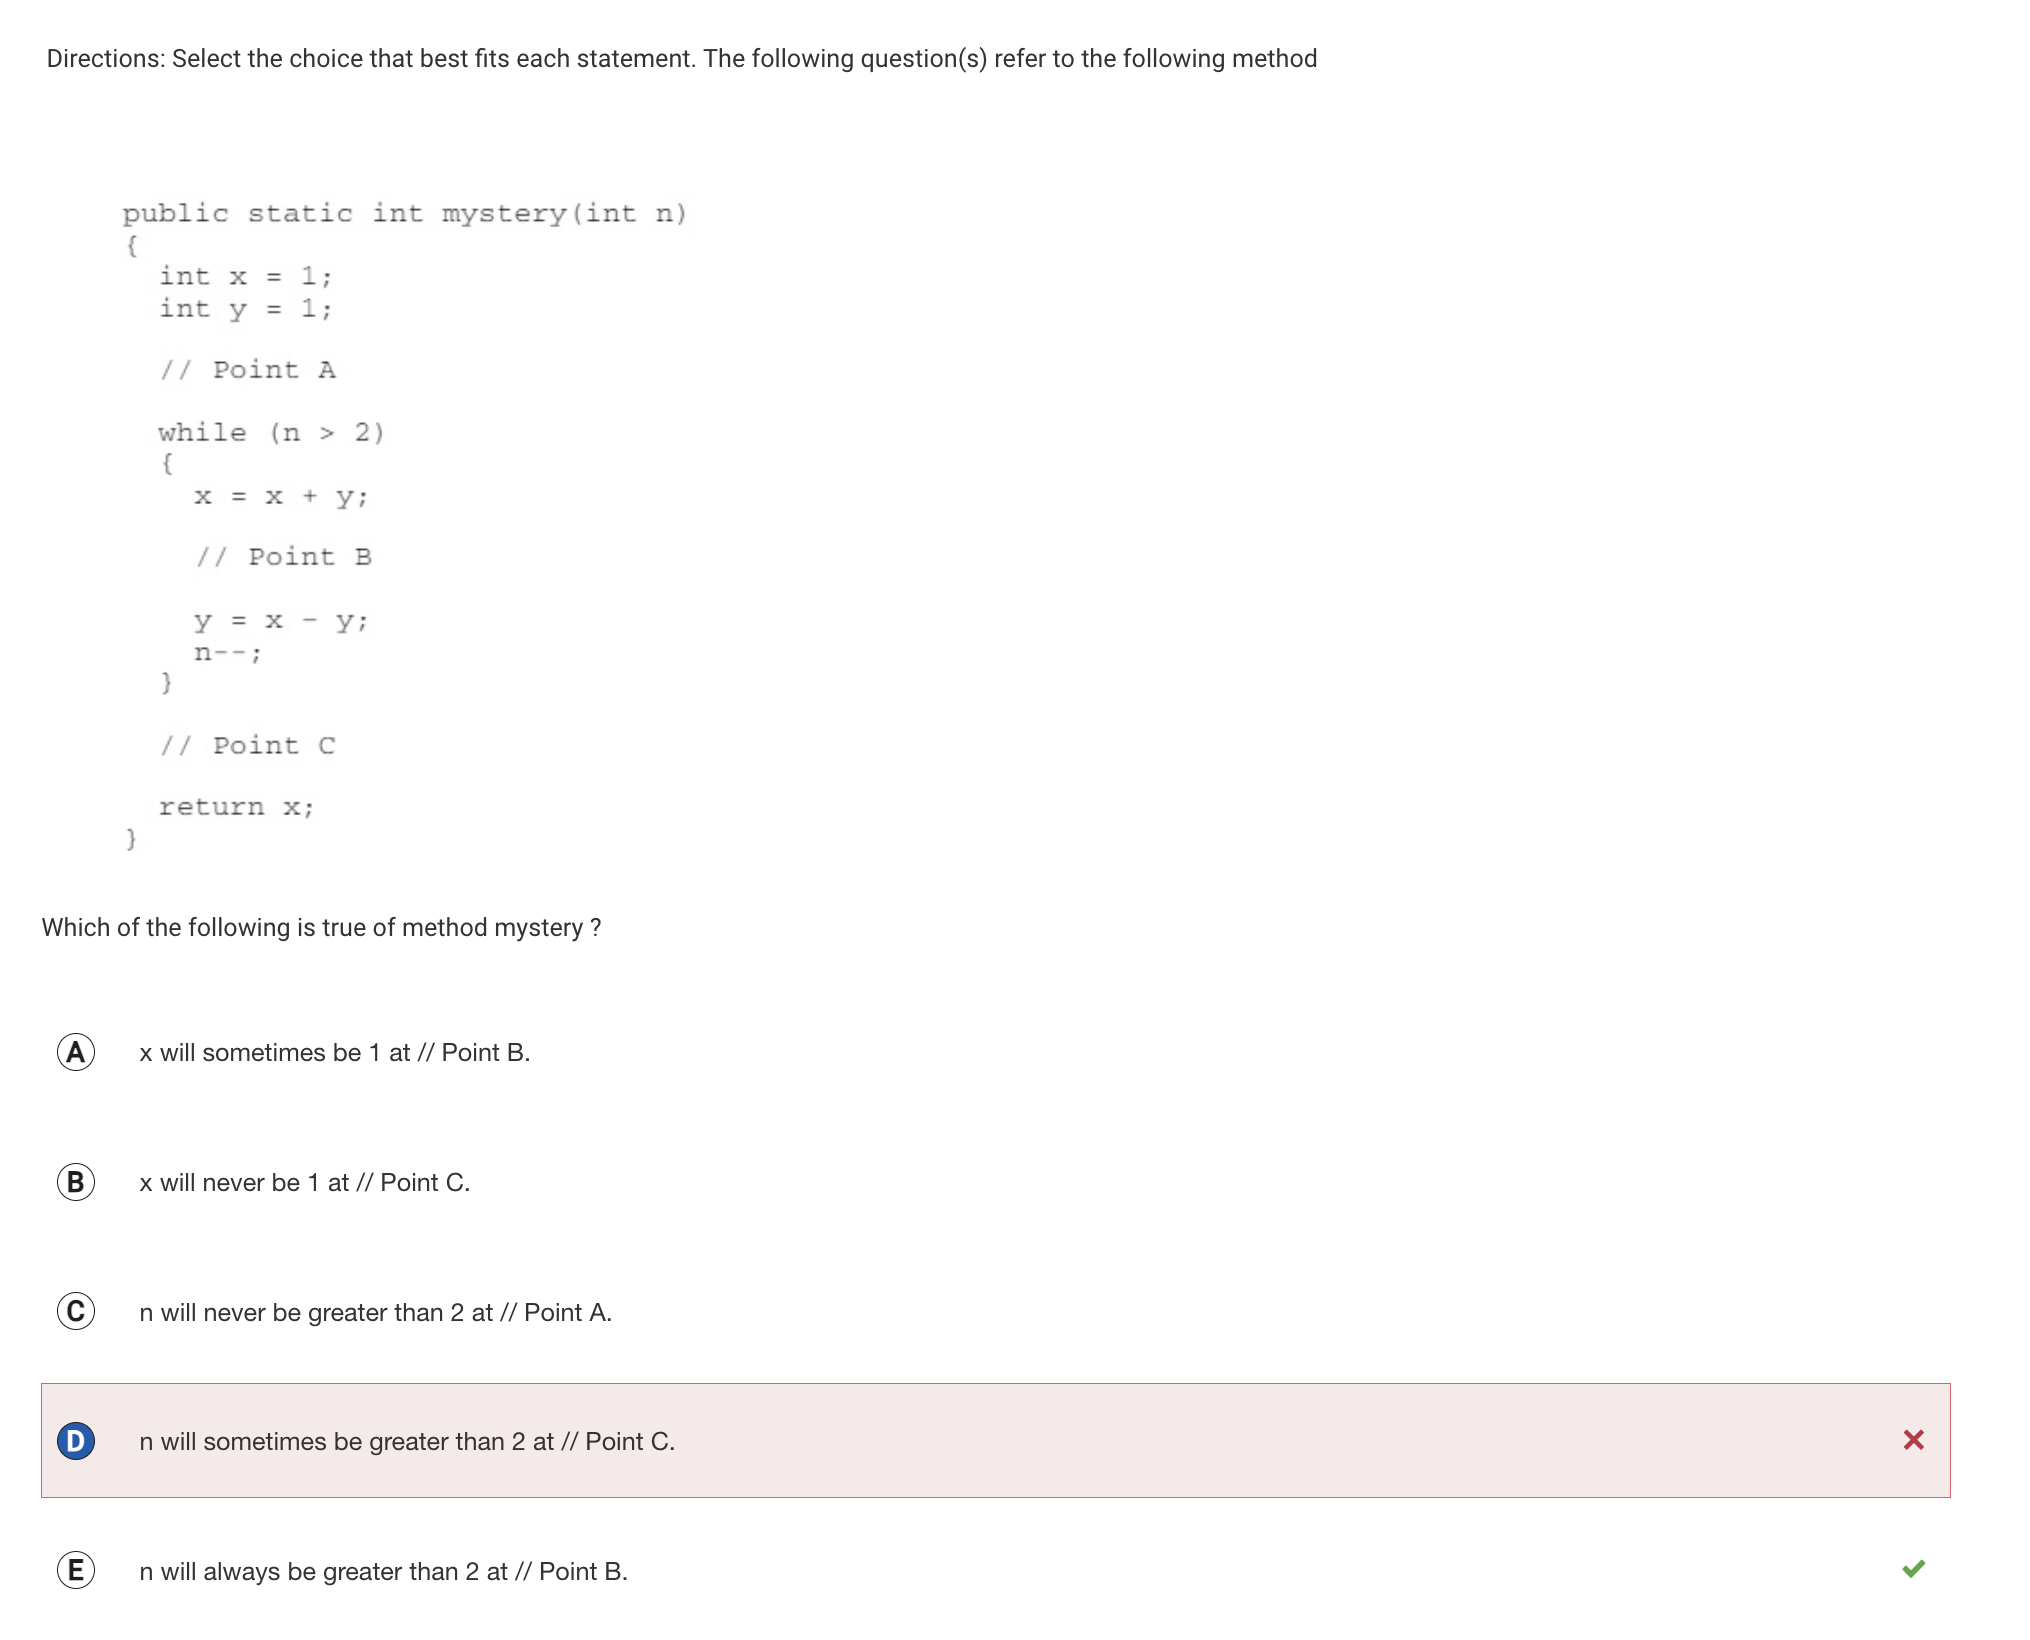 Directions: Select the choice that best fits each statement. The following question(s) refer to the following method
public static int mystery(int n)
{
int x = 1;
int y = 1;
// Point A
while (n > 2)
{
x = x + y;
// Point B
y = x - y;
n--;
}
// Point C
return x;
}
Which of the following is true of method mystery ?
A x will sometimes be 1 at // Point B.
B x will never be 1 at // Point C.
C n will never be greater than 2 at // Point A.
D n will sometimes be greater than 2 at // Point C.
E n will always be greater than 2 at // Point B.